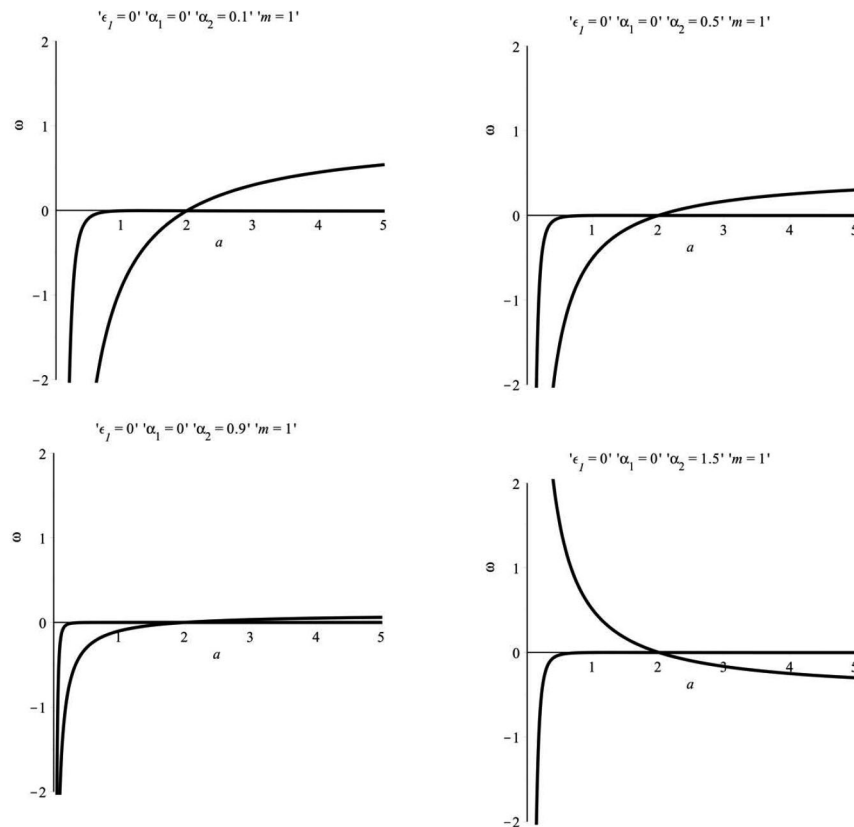 'ϵ₁ = 0' 'α₁ = 0' 'α₂ = 0.1' 'm = 1'
2
1
ω
0
1 2 3 4 5
a
−1
−2
'ϵ₁ = 0' 'α₁ = 0' 'α₂ = 0.5' 'm = 1'
2
1
ω
0
1 2 3 4 5
a
−1
−2
'ϵ₁ = 0' 'α₁ = 0' 'α₂ = 0.9' 'm = 1'
2
ω
1
0
1 2 3 4 5
a
−1
−2
'ϵ₁ = 0' 'α₁ = 0' 'α₂ = 1.5' 'm = 1'
2
ω
1
0
1 2 3 4 5
a
−1
−2